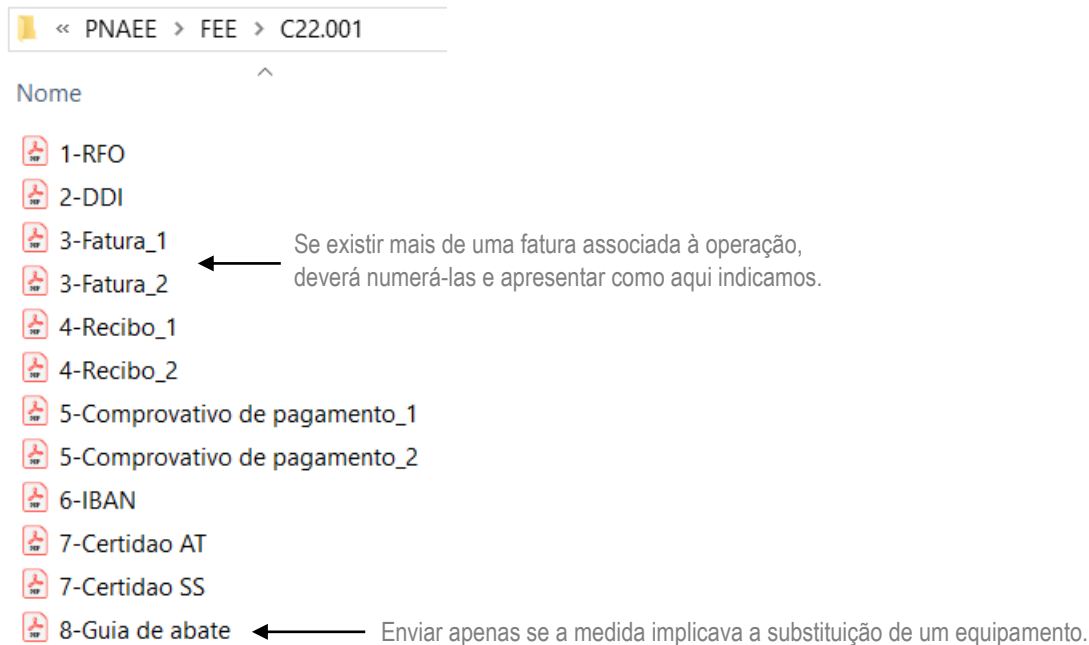 « PNAEE > FEE > C22.001
Nome
1-RFO
2-DDI
3-Fatura_1
3-Fatura_2
Se existir mais de uma fatura associada à operação,
deverá numerá-las e apresentar como aqui indicamos.
4-Recibo_1
4-Recibo_2
5-Comprovativo de pagamento_1
5-Comprovativo de pagamento_2
6-IBAN
7-Certidao AT
7-Certidao SS
8-Guia de abate
Enviar apenas se a medida implicava a substituição de um equipamento.